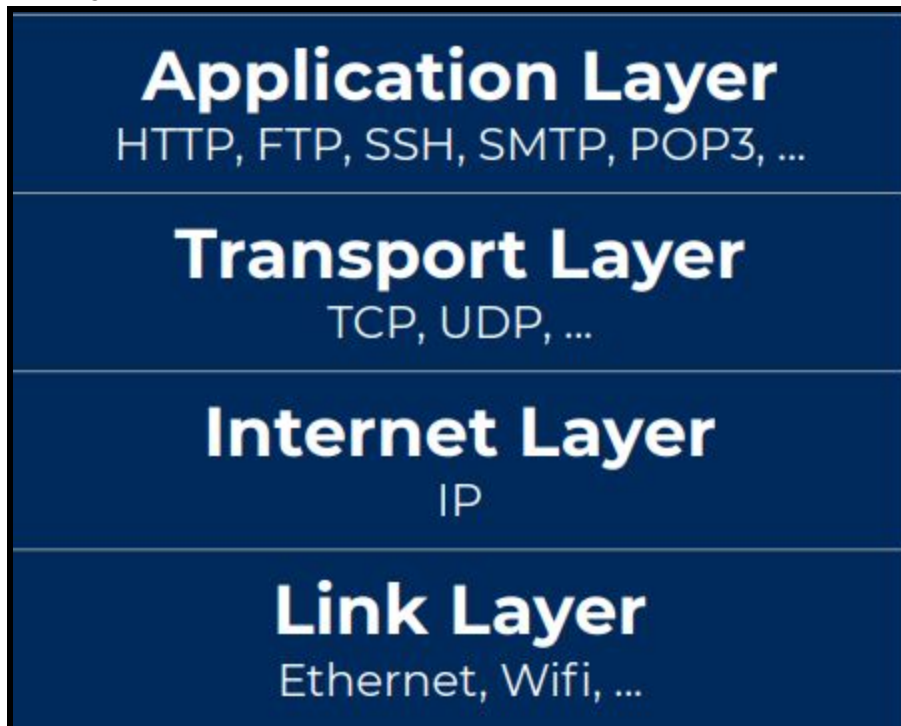 Application Layer
HTTP, FTP, SSH, SMTP, POP3, ...
Transport Layer
TCP, UDP, ...
Internet Layer
IP
Link Layer
Ethernet, Wifi, ...